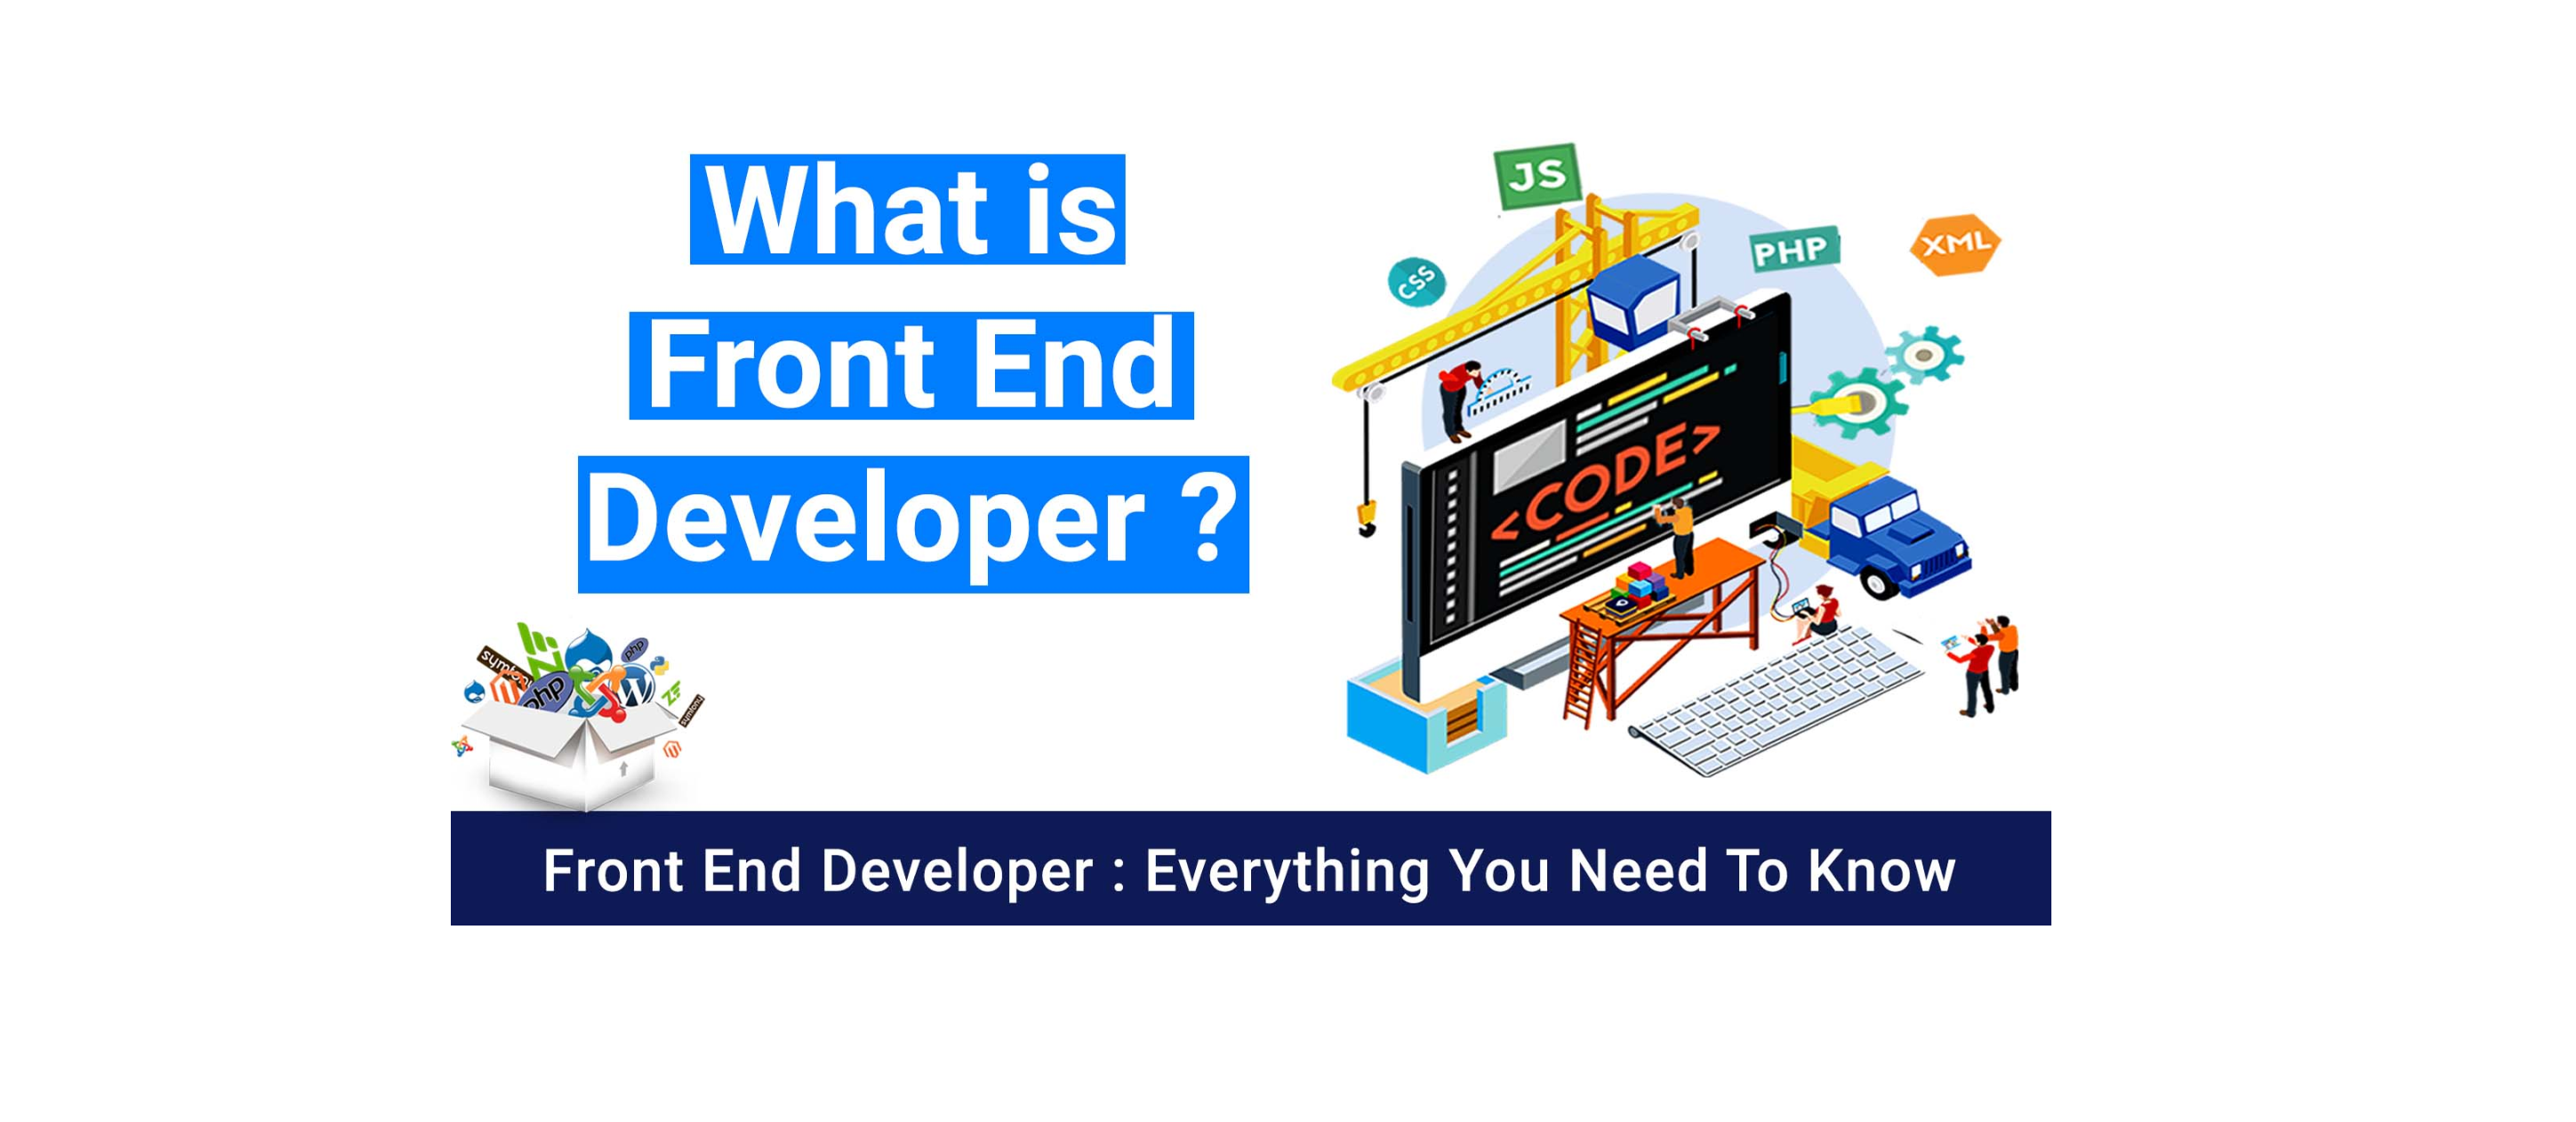 What is
Front End
Developer ?
JS
CSS
PHP
XML
<CODE>
php
php
W
Front End Developer : Everything You Need To Know